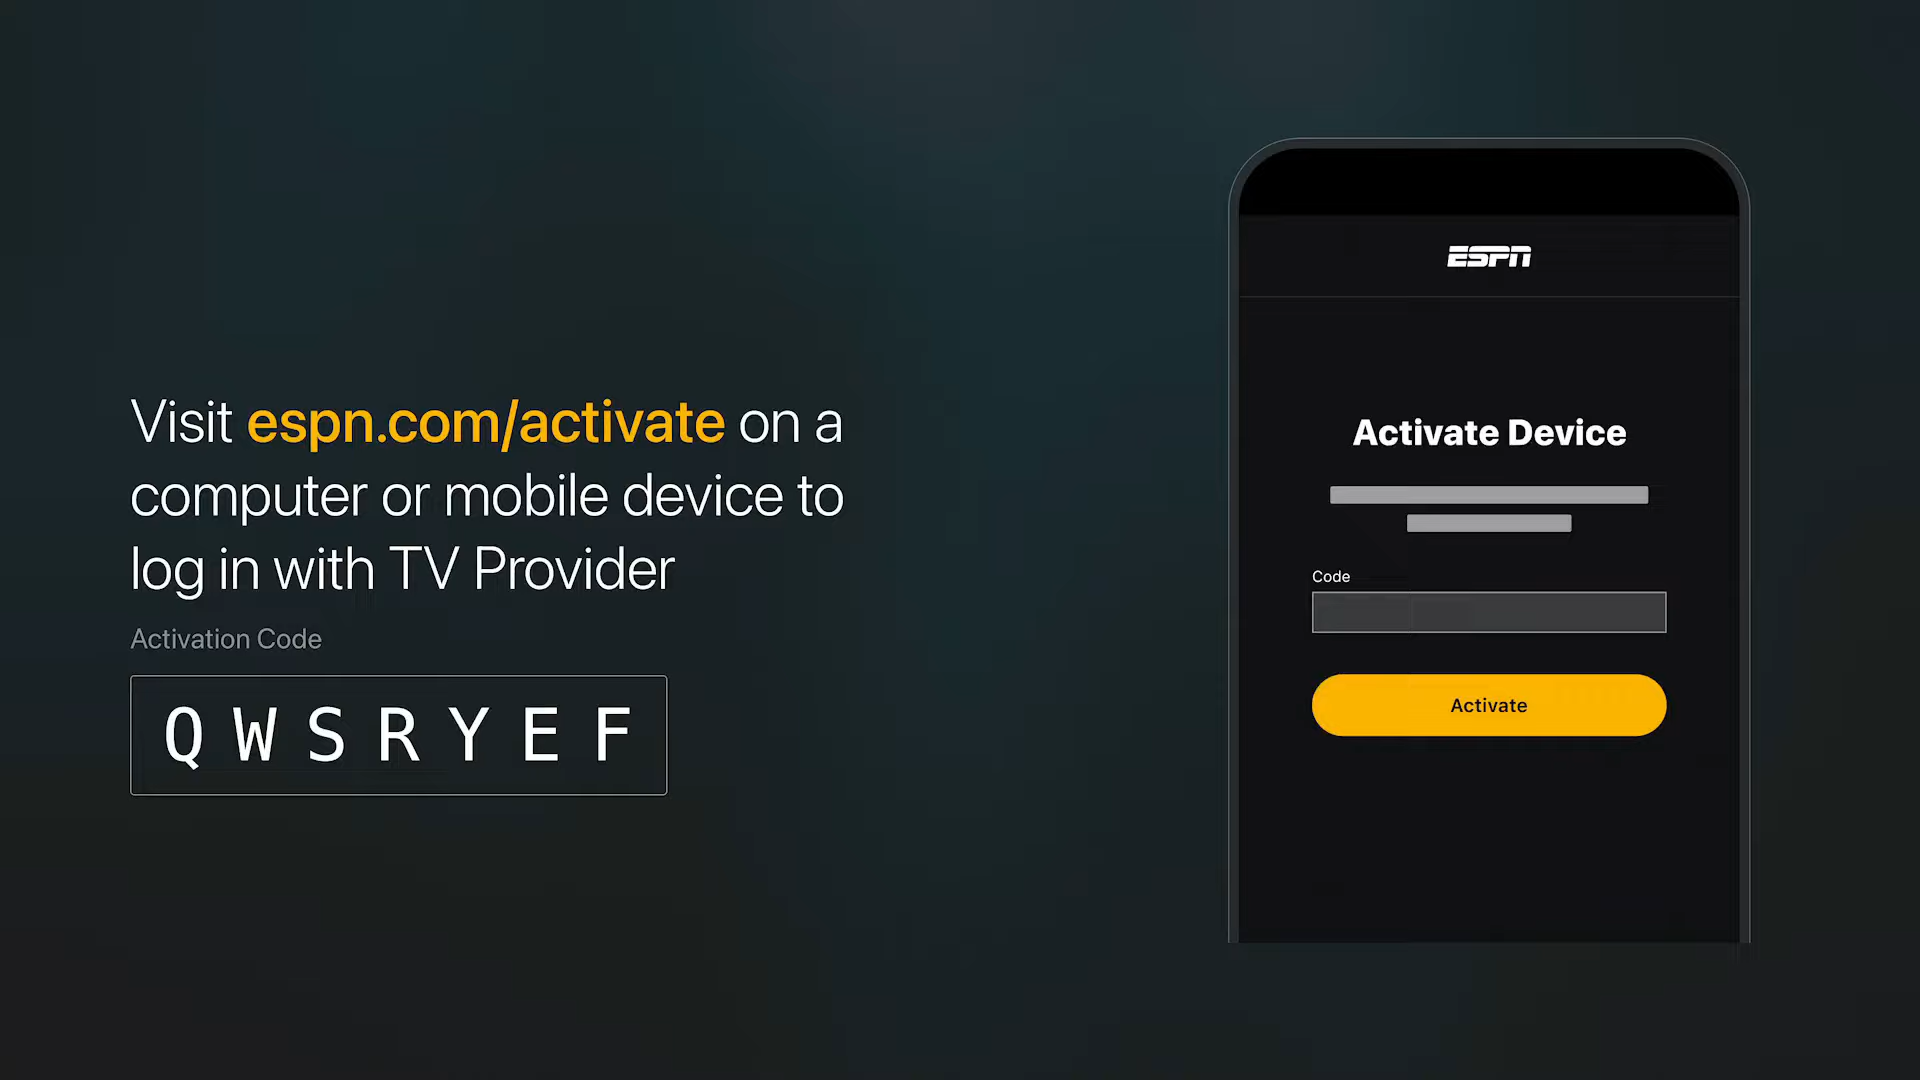 Visit espn.com/activate on a
computer or mobile device to
log in with TV Provider
Activation Code
QWSRYEF
ESPN
Activate Device
Code
Activate